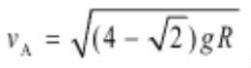 v_A = √((4 − √2)gR)